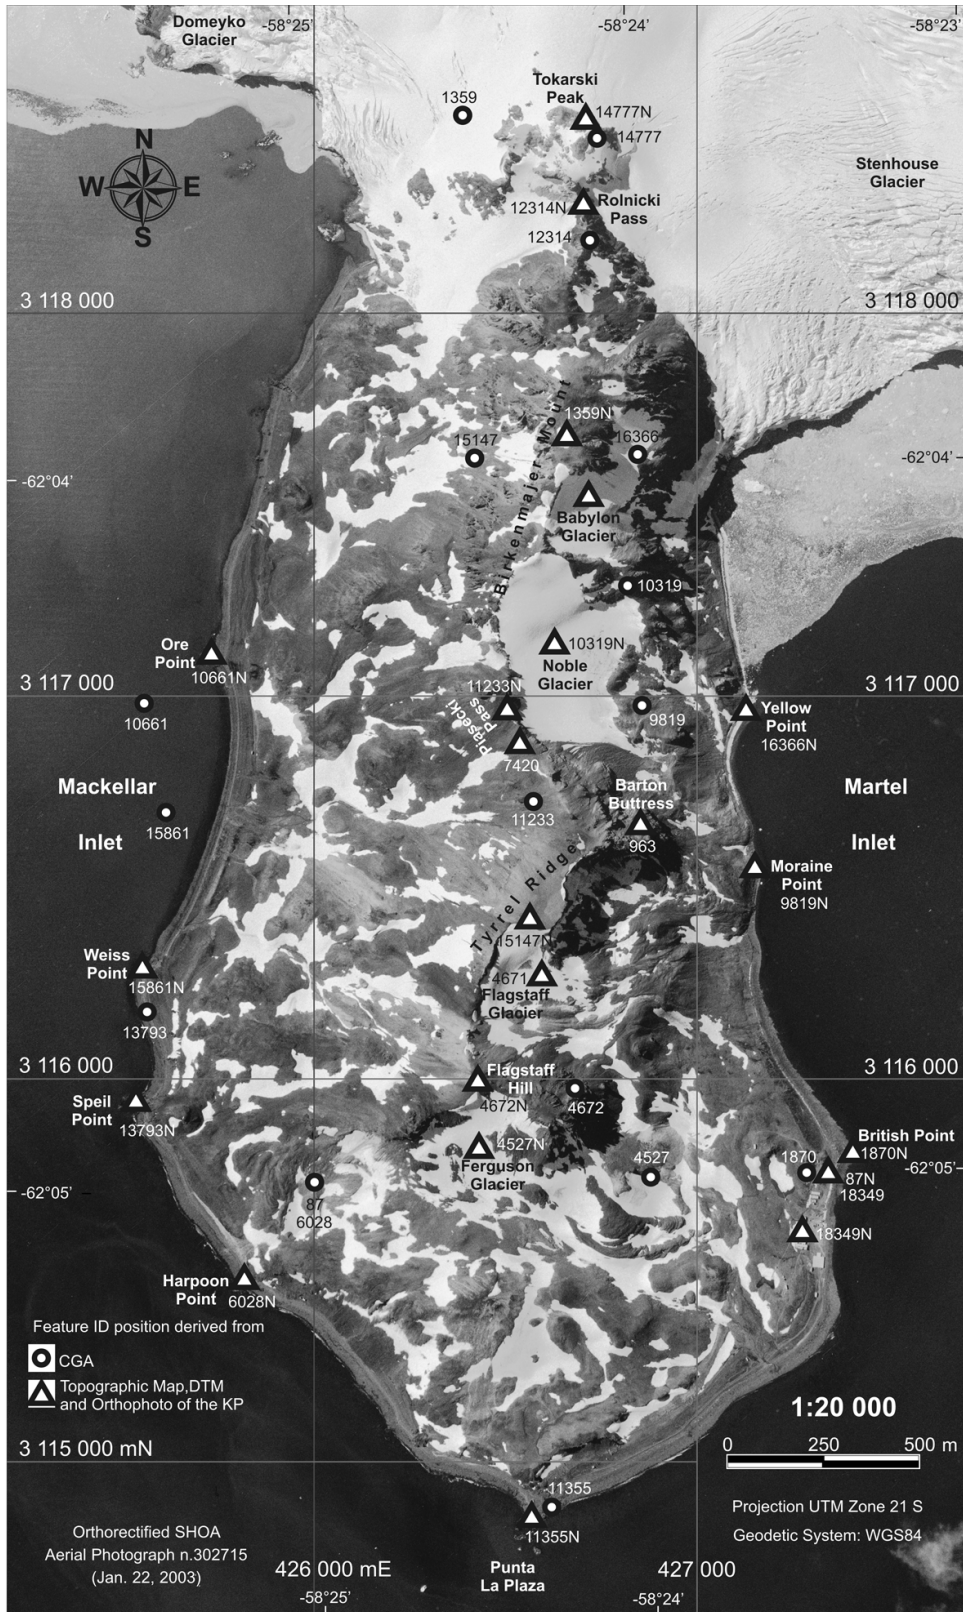 Domeyko
Glacier
-58°25'
-58°24'
-58°23'
Tokarski
Peak
1359
14777N
14777
N
W E
S
Stenhouse
Glacier
12314N
Rolnicki
Pass
12314
3 118 000
3 118 000
Birkenmajer Mount
1359N
15147
16366
-62°04'
-62°04'
Babylon
Glacier
10319
Ore
Point
10661N
10319N
Noble
Glacier
11233N
3 117 000
3 117 000
10661
Piasecki
Pass
9819
Yellow
Point
16366N
7420
Mackellar
Inlet
15861
11233
Barton
Buttress
963
Martel
Inlet
Tyrrel Ridge
Moraine
Point
9819N
15147N
Weiss
Point
15861N
4671
Flagstaff
Glacier
13793
3 116 000
3 116 000
Flagstaff
Hill
4672N
4672
Speil
Point
13793N
British Point
1870N
4527N
Ferguson
Glacier
4527
1870
87N
18349
-62°05'
-62°05'
87
6028
18349N
Harpoon
Point
6028N
Feature ID position derived from
CGA
Topographic Map,DTM
and Orthophoto of the KP
1:20 000
0 250 500 m
3 115 000 mN
11355
11355N
Projection UTM Zone 21 S
Geodetic System: WGS84
Orthorectified SHOA
Aerial Photograph n.302715
(Jan. 22, 2003)
426 000 mE
-58°25'
Punta
La Plaza
427 000
-58°24'